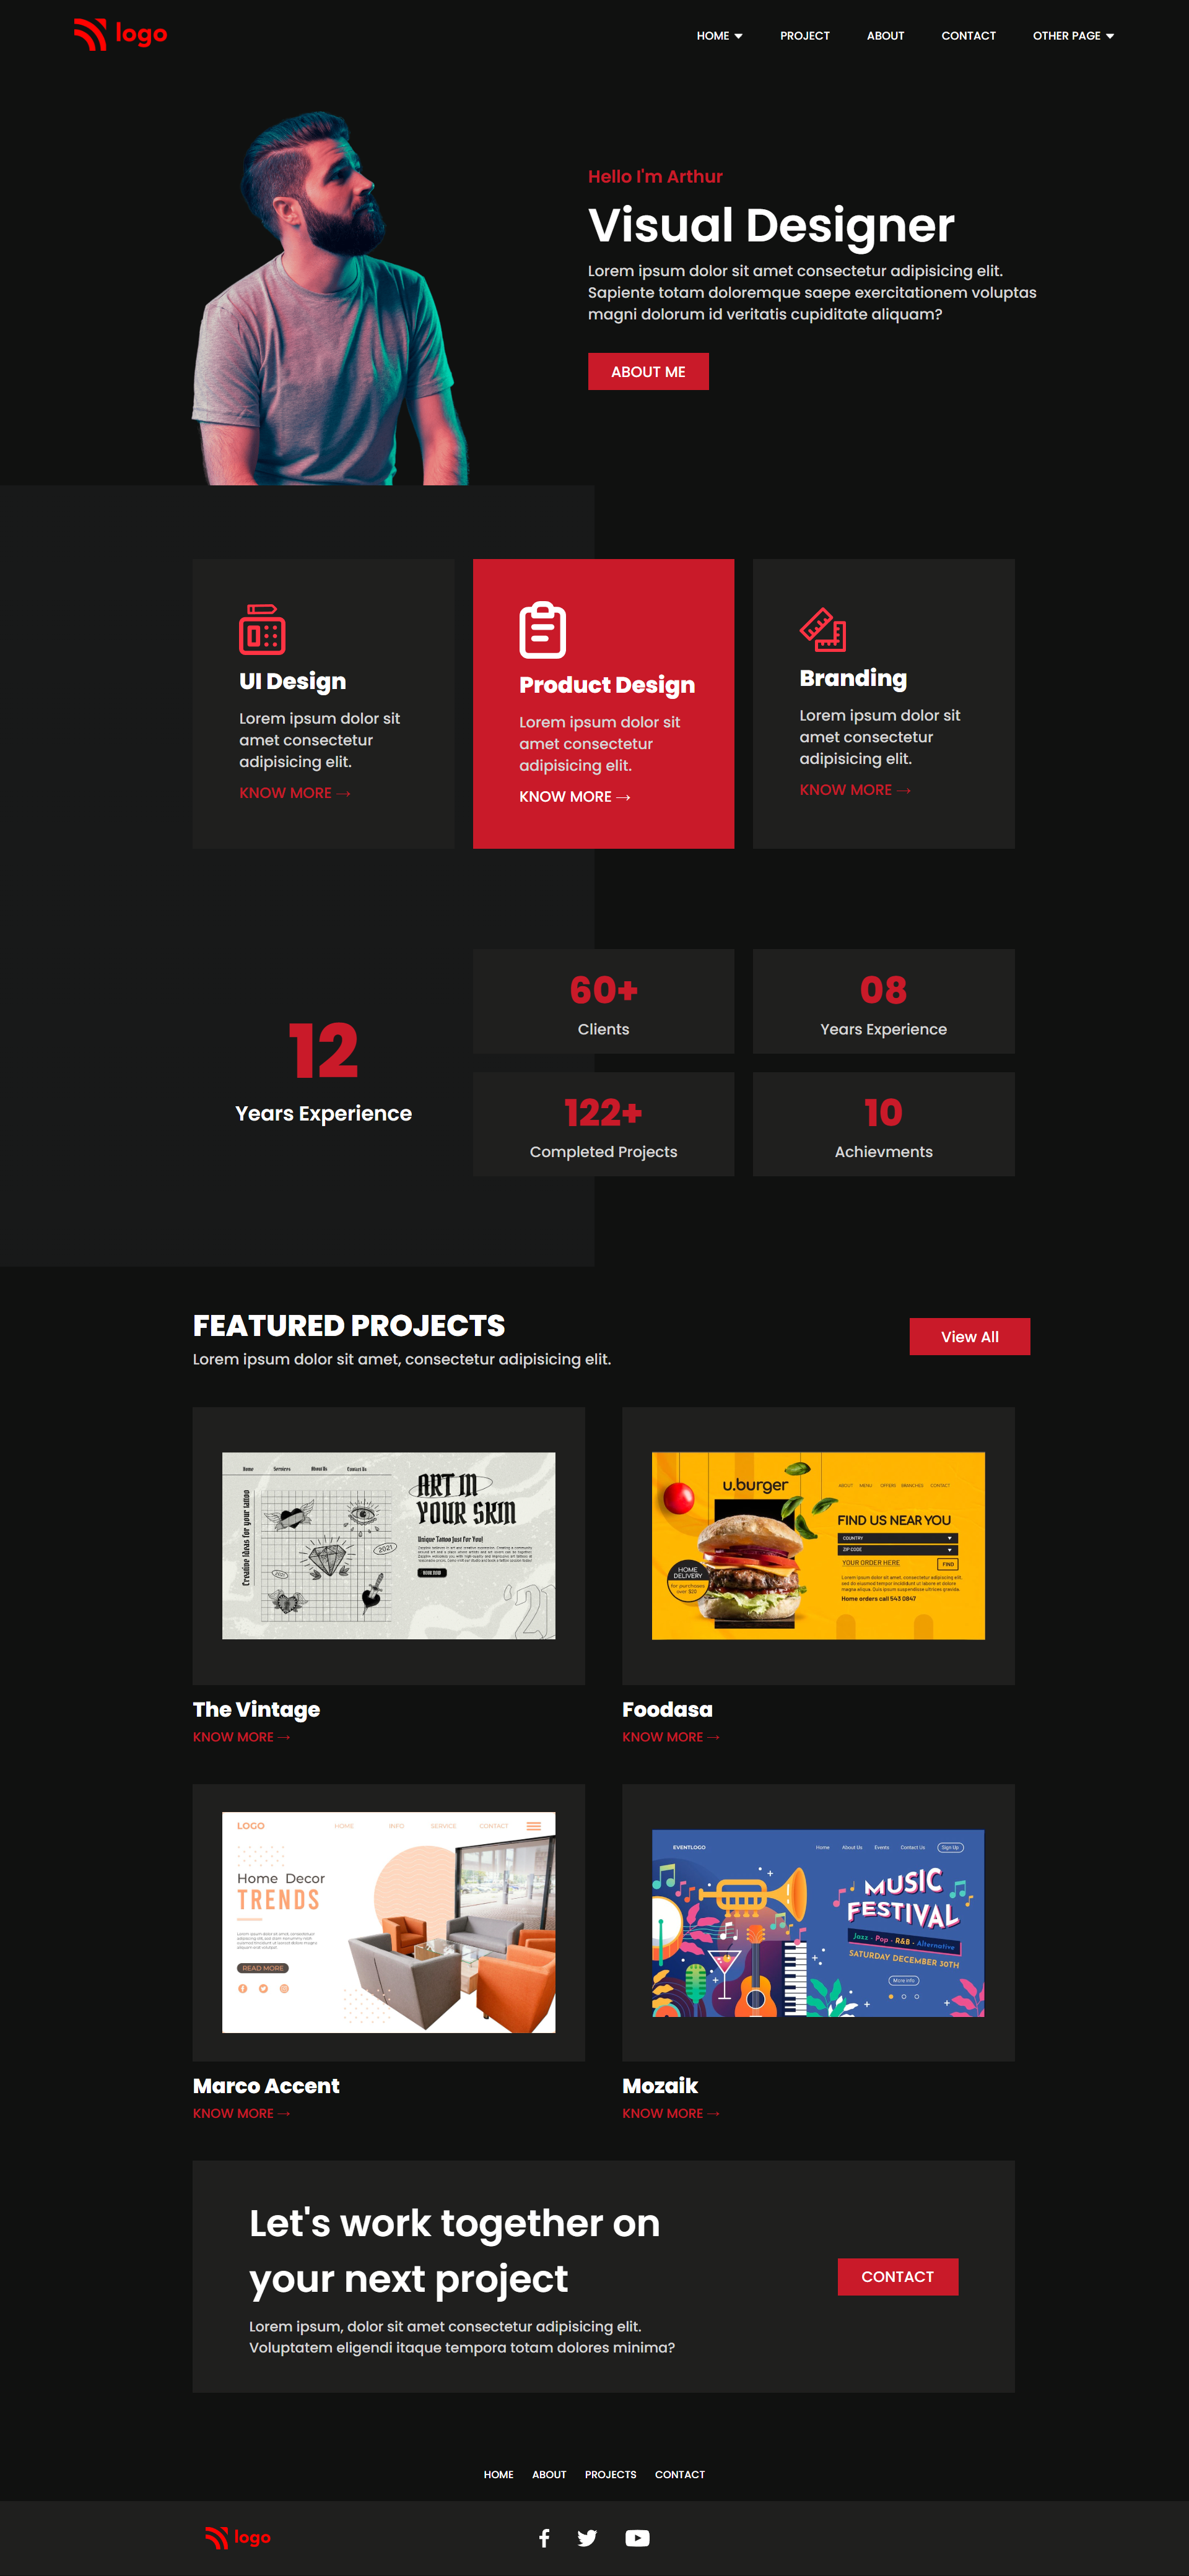 logo
HOME
PROJECT
ABOUT
CONTACT
OTHER PAGE
Hello I'm Arthur
Visual Designer
Lorem ipsum dolor sit amet consectetur adipisicing elit.
Sapiente totam doloremque saepe exercitationem voluptas
magni dolorum id veritatis cupiditate aliquam?
ABOUT ME
UI Design
Lorem ipsum dolor sit
amet consectetur
adipisicing elit.
KNOW MORE →
Product Design
Lorem ipsum dolor sit
amet consectetur
adipisicing elit.
KNOW MORE →
Branding
Lorem ipsum dolor sit
amet consectetur
adipisicing elit.
KNOW MORE →
12
Years Experience
60+
Clients
08
Years Experience
122+
Completed Projects
10
Achievments
FEATURED PROJECTS
Lorem ipsum dolor sit amet, consectetur adipisicing elit.
View All
Home Services About Us Contact Us
Creative Ideas for your tattoo
2021
ART IN
YOUR SKIN
Unique Tattoo Just For You!
'21
The Vintage
KNOW MORE →
u.burger
ABOUT MENU OFFERS BRANCHES CONTACT
FIND US NEAR YOU
COUNTRY
ZIP CODE
YOUR ORDER HERE
FIND
HOME
DELIVERY
for purchases
over $20
Home orders call 543 0847
Foodasa
KNOW MORE →
LOGO
HOME INFO SERVICE CONTACT
Home Decor
TRENDS
READ MORE
Marco Accent
KNOW MORE →
EVENTLOGO
Home About Us Events Contact Us Sign Up
MUSIC
FESTIVAL
Jazz - Pop - R&B - Alternative
SATURDAY DECEMBER 30TH
More info
Mozaik
KNOW MORE →
Let's work together on
your next project
Lorem ipsum, dolor sit amet consectetur adipisicing elit.
Voluptatem eligendi itaque tempora totam dolores minima?
CONTACT
HOME
ABOUT
PROJECTS
CONTACT
logo